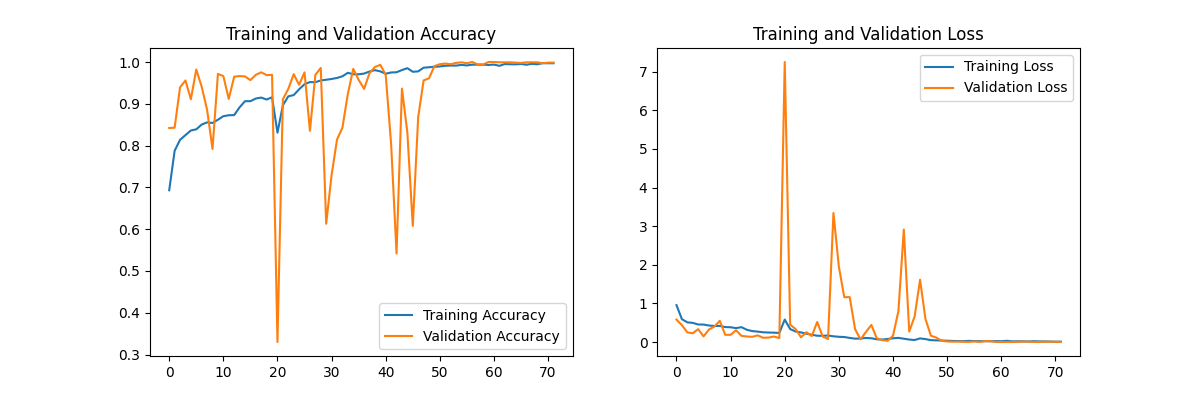 Training and Validation Accuracy
1.0
0.9
0.8
0.7
0.6
0.5
0.4
0.3
0 10 20 30 40 50 60 70
Training Accuracy
Validation Accuracy
Training and Validation Loss
7
6
5
4
3
2
1
0
0 10 20 30 40 50 60 70
Training Loss
Validation Loss